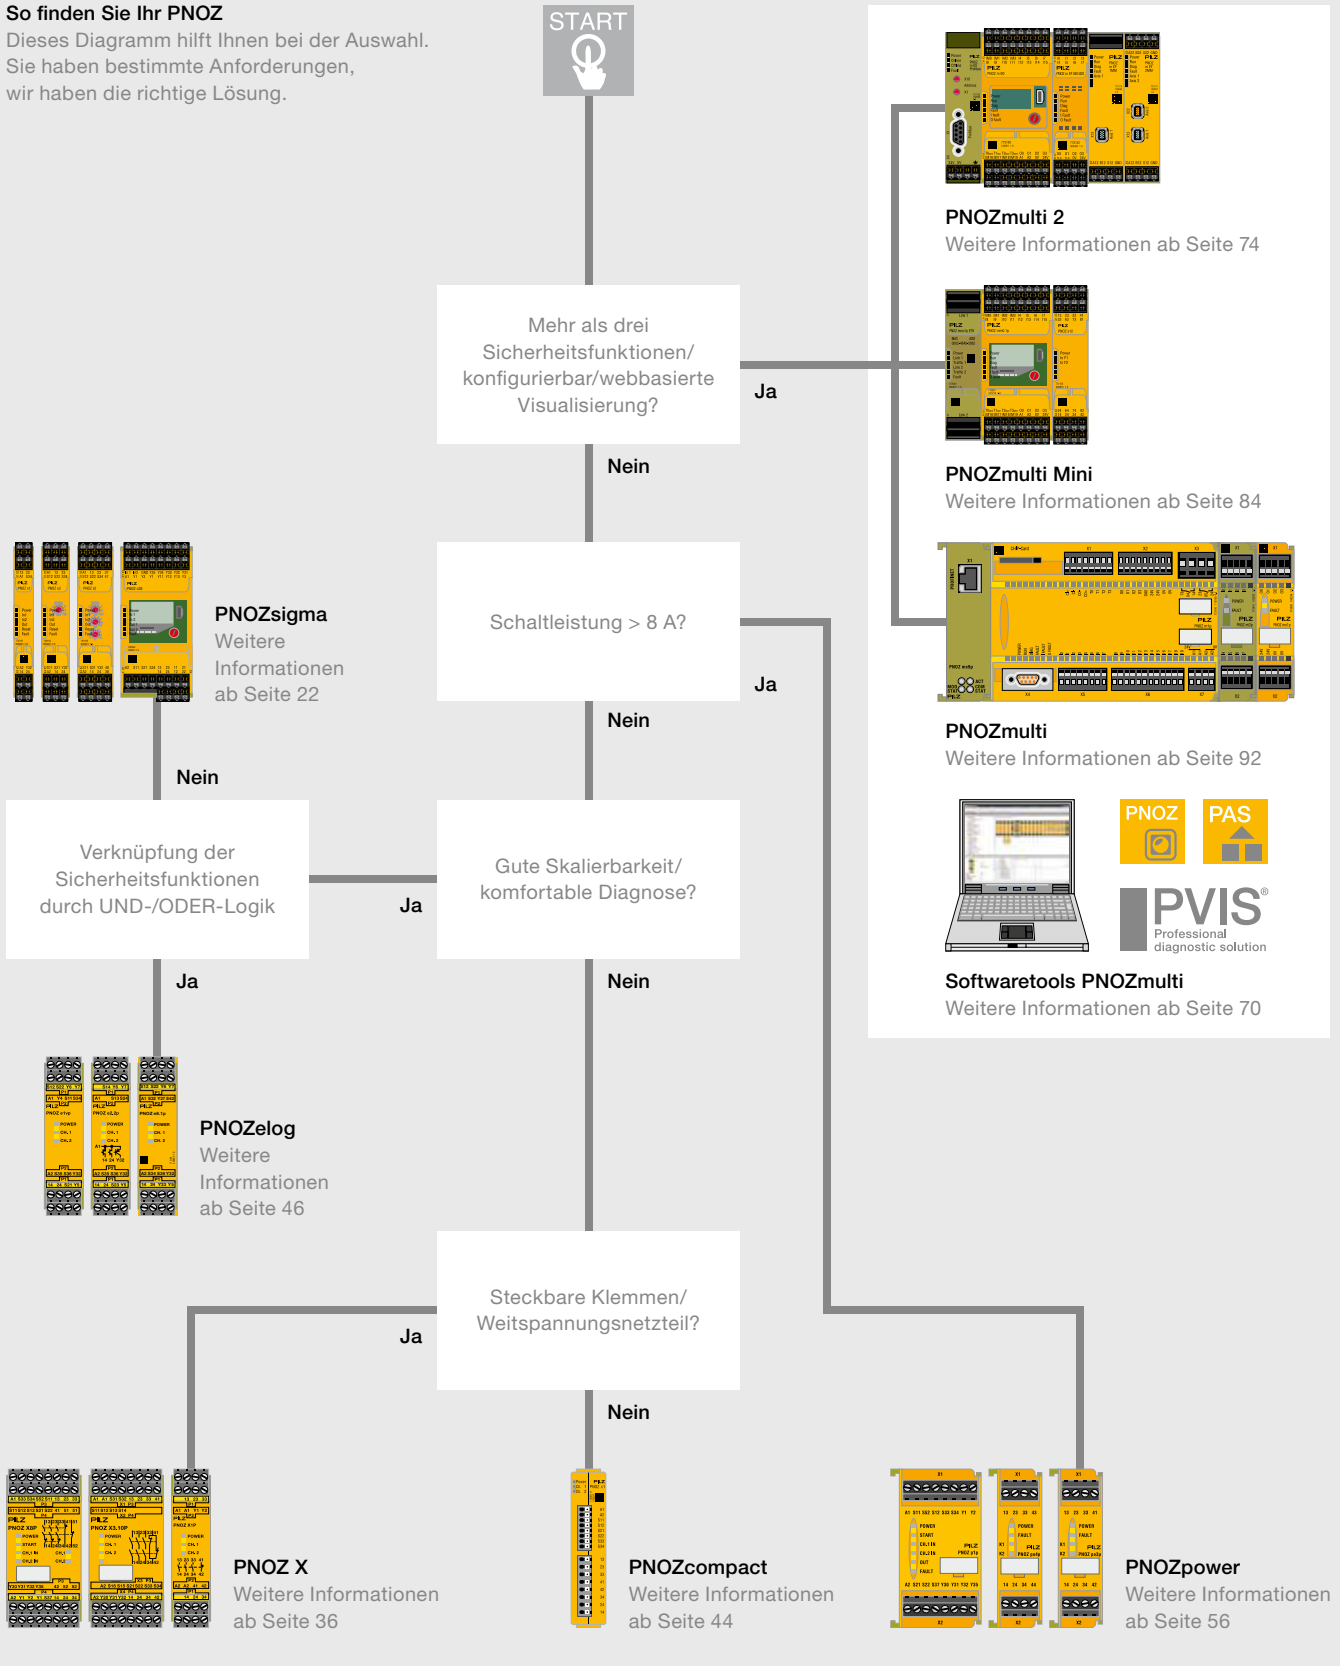 So finden Sie Ihr PNOZ
Dieses Diagramm hilft Ihnen bei der Auswahl.
Sie haben bestimmte Anforderungen,
wir haben die richtige Lösung.
START
PNOZmulti 2
Weitere Informationen ab Seite 74
Mehr als drei
Sicherheitsfunktionen/
konfigurierbar/webbasierte
Visualisierung?
Ja
Nein
PNOZmulti Mini
Weitere Informationen ab Seite 84
PNOZsigma
Weitere
Informationen
ab Seite 22
Schaltleistung > 8 A?
Ja
Nein
PNOZmulti
Weitere Informationen ab Seite 92
Nein
Verknüpfung der
Sicherheitsfunktionen
durch UND-/ODER-Logik
Ja
Gute Skalierbarkeit/
komfortable Diagnose?
Ja
Nein
PNOZ
PAS
PVIS®
Professional
diagnostic solution
Softwaretools PNOZmulti
Weitere Informationen ab Seite 70
PNOZelog
Weitere
Informationen
ab Seite 46
Steckbare Klemmen/
Weitspannungsnetzteil?
Ja
Nein
PNOZ X
Weitere Informationen
ab Seite 36
PNOZcompact
Weitere Informationen
ab Seite 44
PNOZpower
Weitere Informationen
ab Seite 56